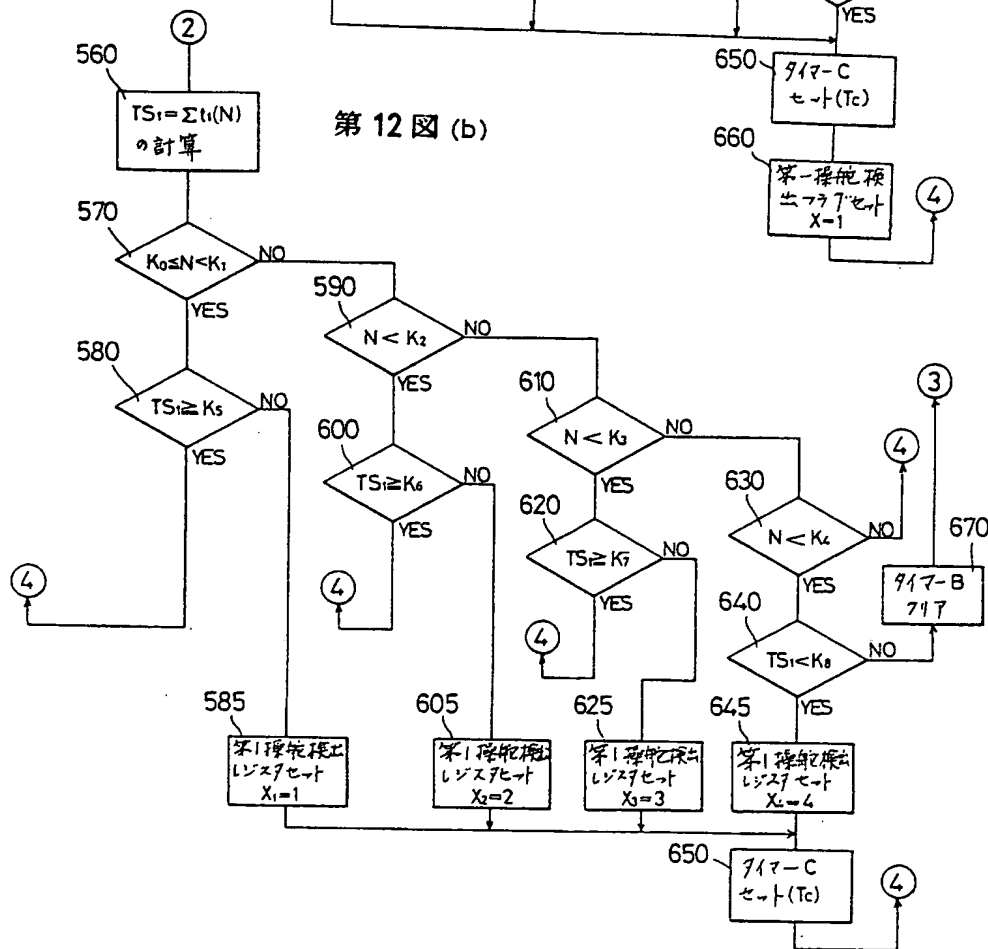 YES
650
タイマーC
セット(Tc)
660
第一操舵検
出フラグセット
X=1
4
第12図(b)
2
560
TS₁=Σt₁(N)
の計算
570
K₀≦N<K₁
NO
YES
580
TS₁≧K₅
NO
YES
4
590
N<K₂
NO
YES
600
TS₁≧K₆
NO
YES
4
610
N<K₃
NO
YES
620
TS₁≧K₇
NO
YES
4
630
N<K₄
NO
YES
4
3
670
タイマーB
クリア
640
TS₁<K₈
NO
YES
585
第1操舵検出
レジスタセット
X₁=1
605
第1操舵検出
レジスタセット
X₂=2
625
第1操舵検出
レジスタセット
X₃=3
645
第1操舵検出
レジスタセット
X₄=4
650
タイマーC
セット(Tc)
4